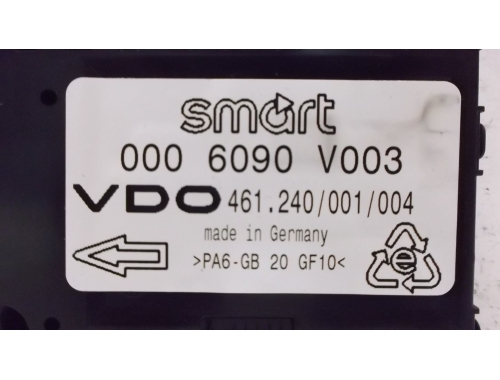 smart
000 6090 V003
VDO 461.240/001/004
made in Germany
>PA6-GB 20 GF10<